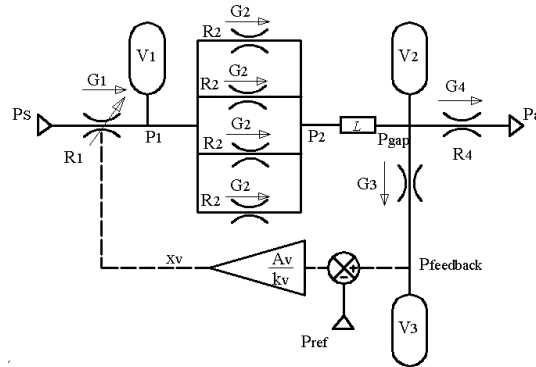 R2
G2
V1
V2
G1
R2
G2
G4
Ps
R2
G2
Pa
P1
P2
L
Pgap
R1
R4
R2
G2
G3
Av
kv
xv
+
-
Pfeedback
Pref
V3